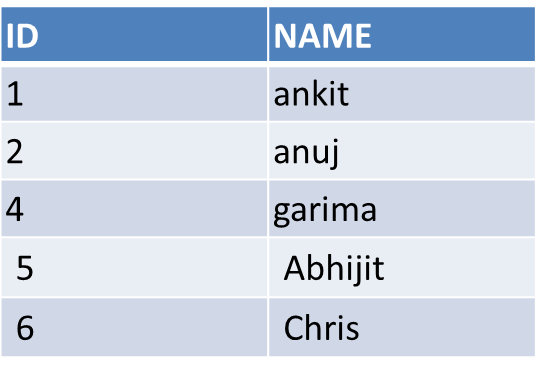 ID NAME
1 ankit
2 anuj
4 garima
5 Abhijit
6 Chris